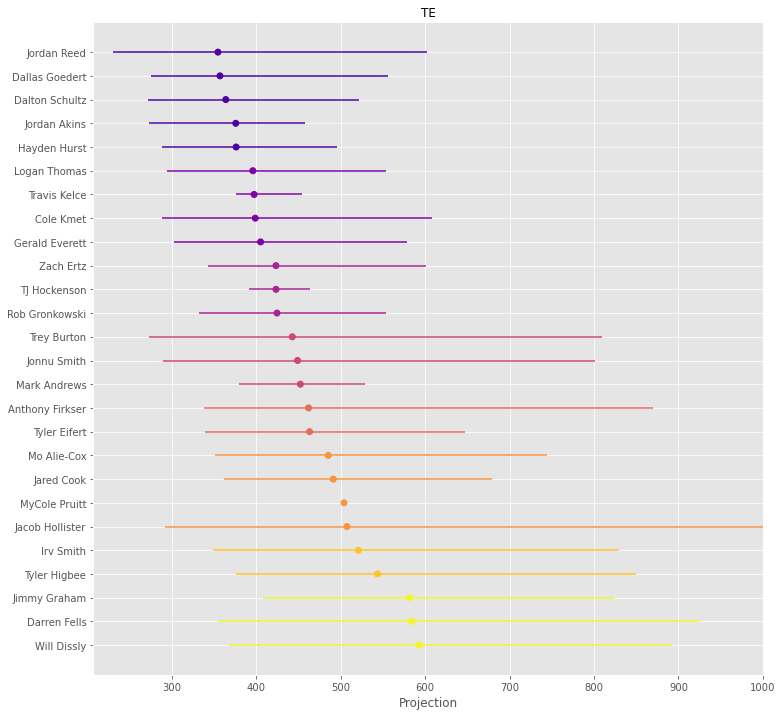 TE
Jordan Reed
Dallas Goedert
Dalton Schultz
Jordan Akins
Hayden Hurst
Logan Thomas
Travis Kelce
Cole Kmet
Gerald Everett
Zach Ertz
TJ Hockenson
Rob Gronkowski
Trey Burton
Jonnu Smith
Mark Andrews
Anthony Firkser
Tyler Eifert
Mo Alie-Cox
Jared Cook
MyCole Pruitt
Jacob Hollister
Irv Smith
Tyler Higbee
Jimmy Graham
Darren Fells
Will Dissly
300 400 500 600 700 800 900 1000
Projection